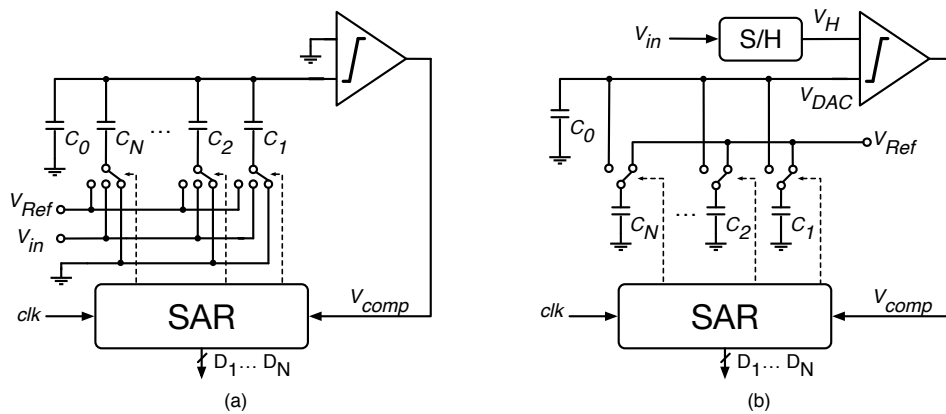 C0
CN
...
C2
C1
VRef
Vin
clk
SAR
Vcomp
D1... DN
(a)
Vin
S/H
VH
VDAC
C0
VRef
CN
...
C2
C1
clk
SAR
Vcomp
D1... DN
(b)